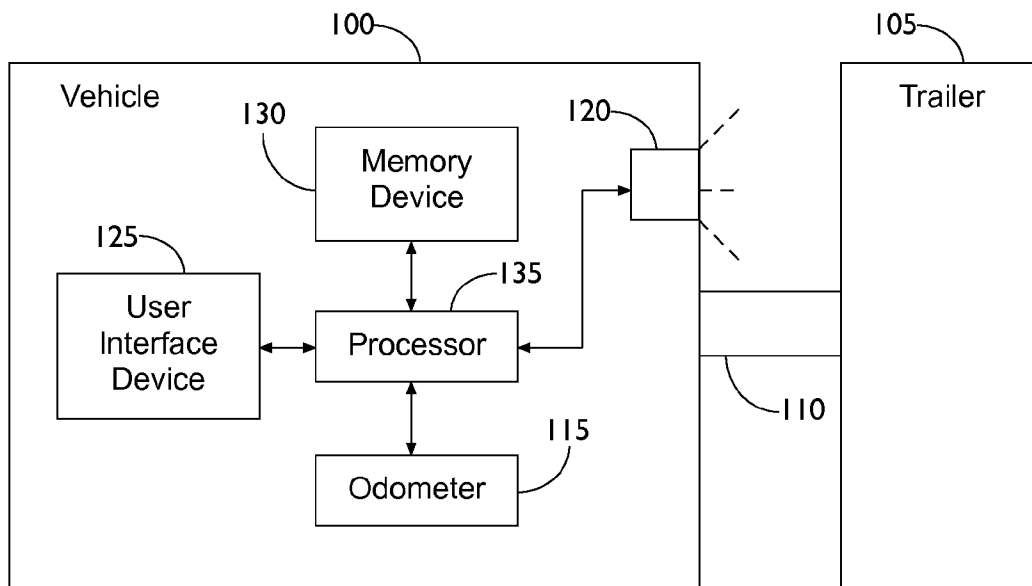 100
105
Vehicle
Trailer
130
120
Memory
Device
125
135
User
Interface
Device
Processor
110
115
Odometer